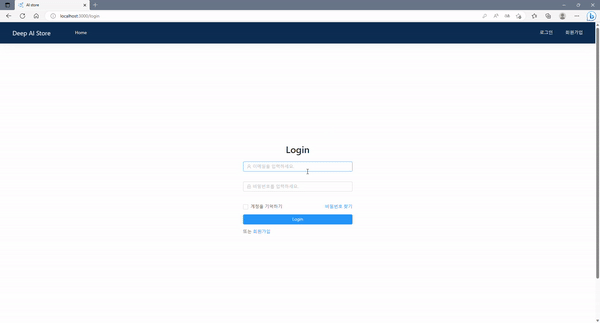 AI store
localhost:3000/login
Deep AI Store
Home
로그인
회원가입
Login
이메일을 입력하세요
비밀번호를 입력하세요
계정을 기억하기
비밀번호 찾기
Login
또는 회원가입